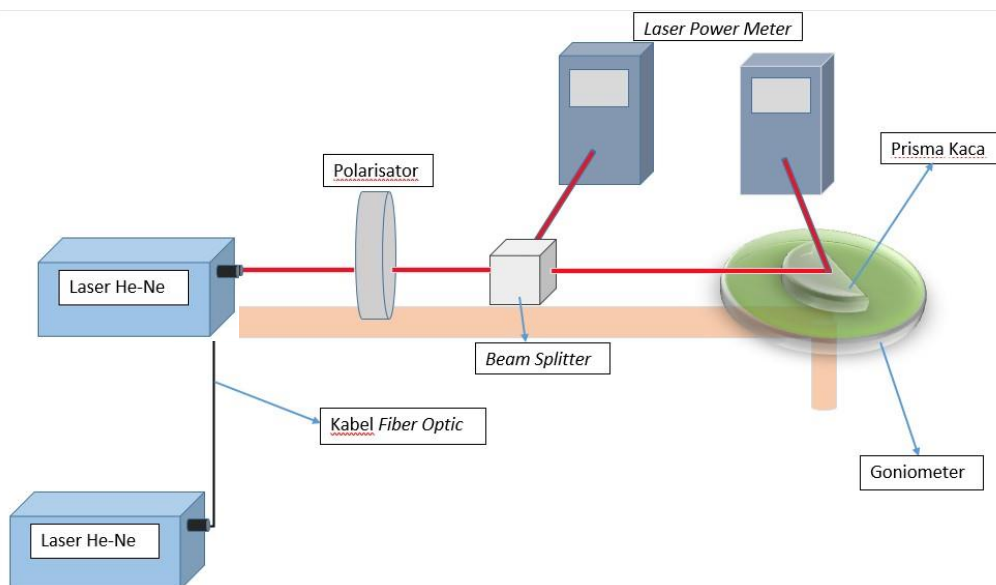 Laser Power Meter
Prisma Kaca
Polarisator
Laser He-Ne
Beam Splitter
Kabel Fiber Optic
Goniometer
Laser He-Ne